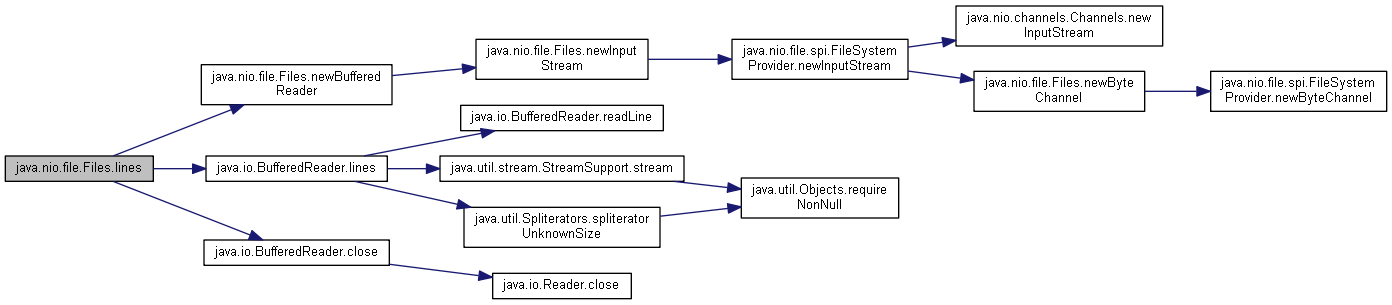 java.nio.channels.Channels.new
InputStream
java.nio.file.Files.newInput
Stream
java.nio.file.spi.FileSystem
Provider.newInputStream
java.nio.file.Files.newBuffered
Reader
java.nio.file.Files.newByte
Channel
java.nio.file.spi.FileSystem
Provider.newByteChannel
java.io.BufferedReader.readLine
java.nio.file.Files.lines
java.io.BufferedReader.lines
java.util.stream.StreamSupport.stream
java.util.Objects.require
NonNull
java.util.Spliterators.spliterator
UnknownSize
java.io.BufferedReader.close
java.io.Reader.close